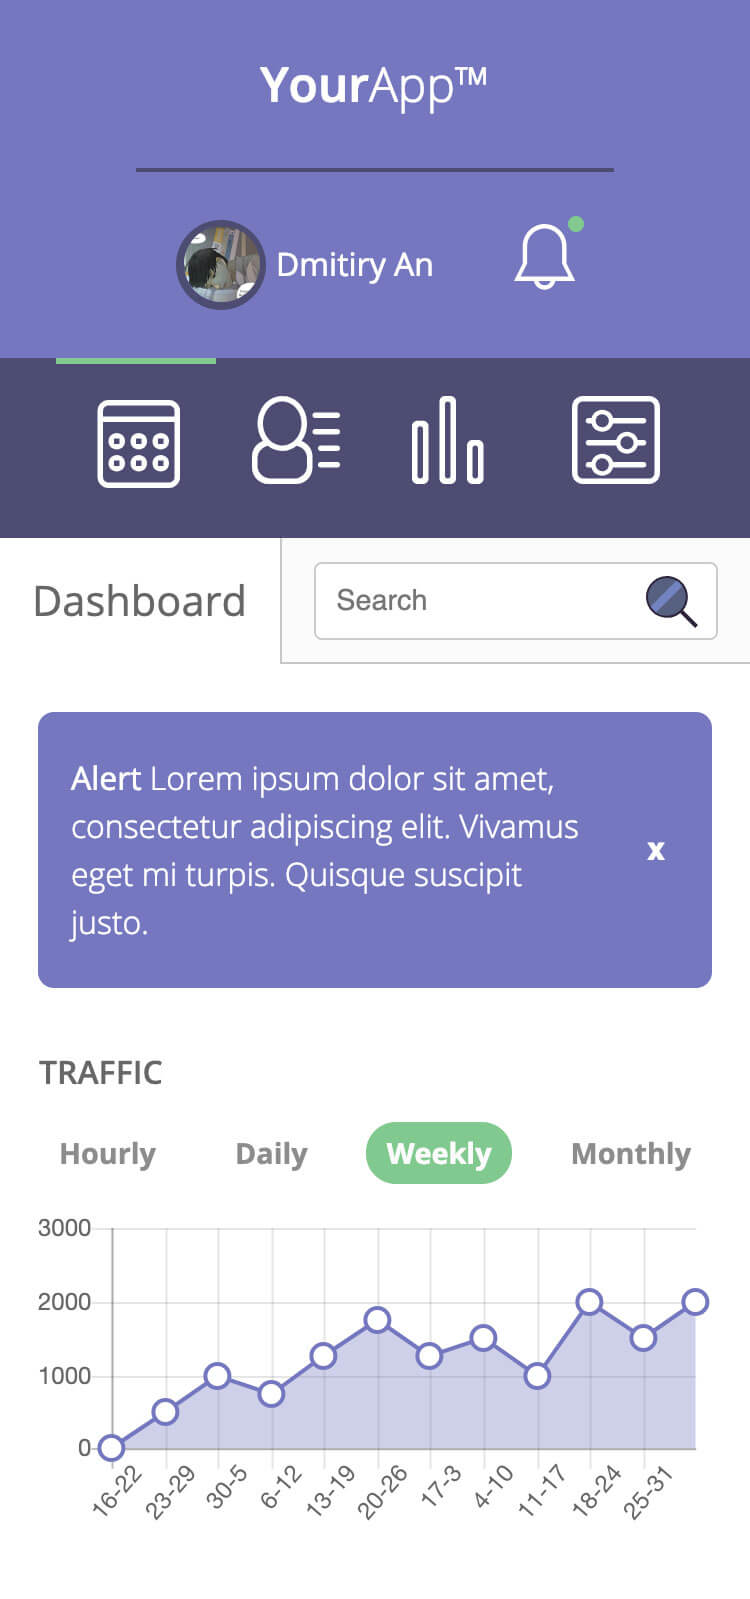 YourApp™
Dmitiry An
Dashboard
Search
Alert Lorem ipsum dolor sit amet,
consectetur adipiscing elit. Vivamus
eget mi turpis. Quisque suscipit
justo.
x
TRAFFIC
Hourly Daily Weekly Monthly
3000
2000
1000
0
16-22 23-29 30-5 6-12 13-19 20-26 17-3 4-10 11-17 18-24 25-31